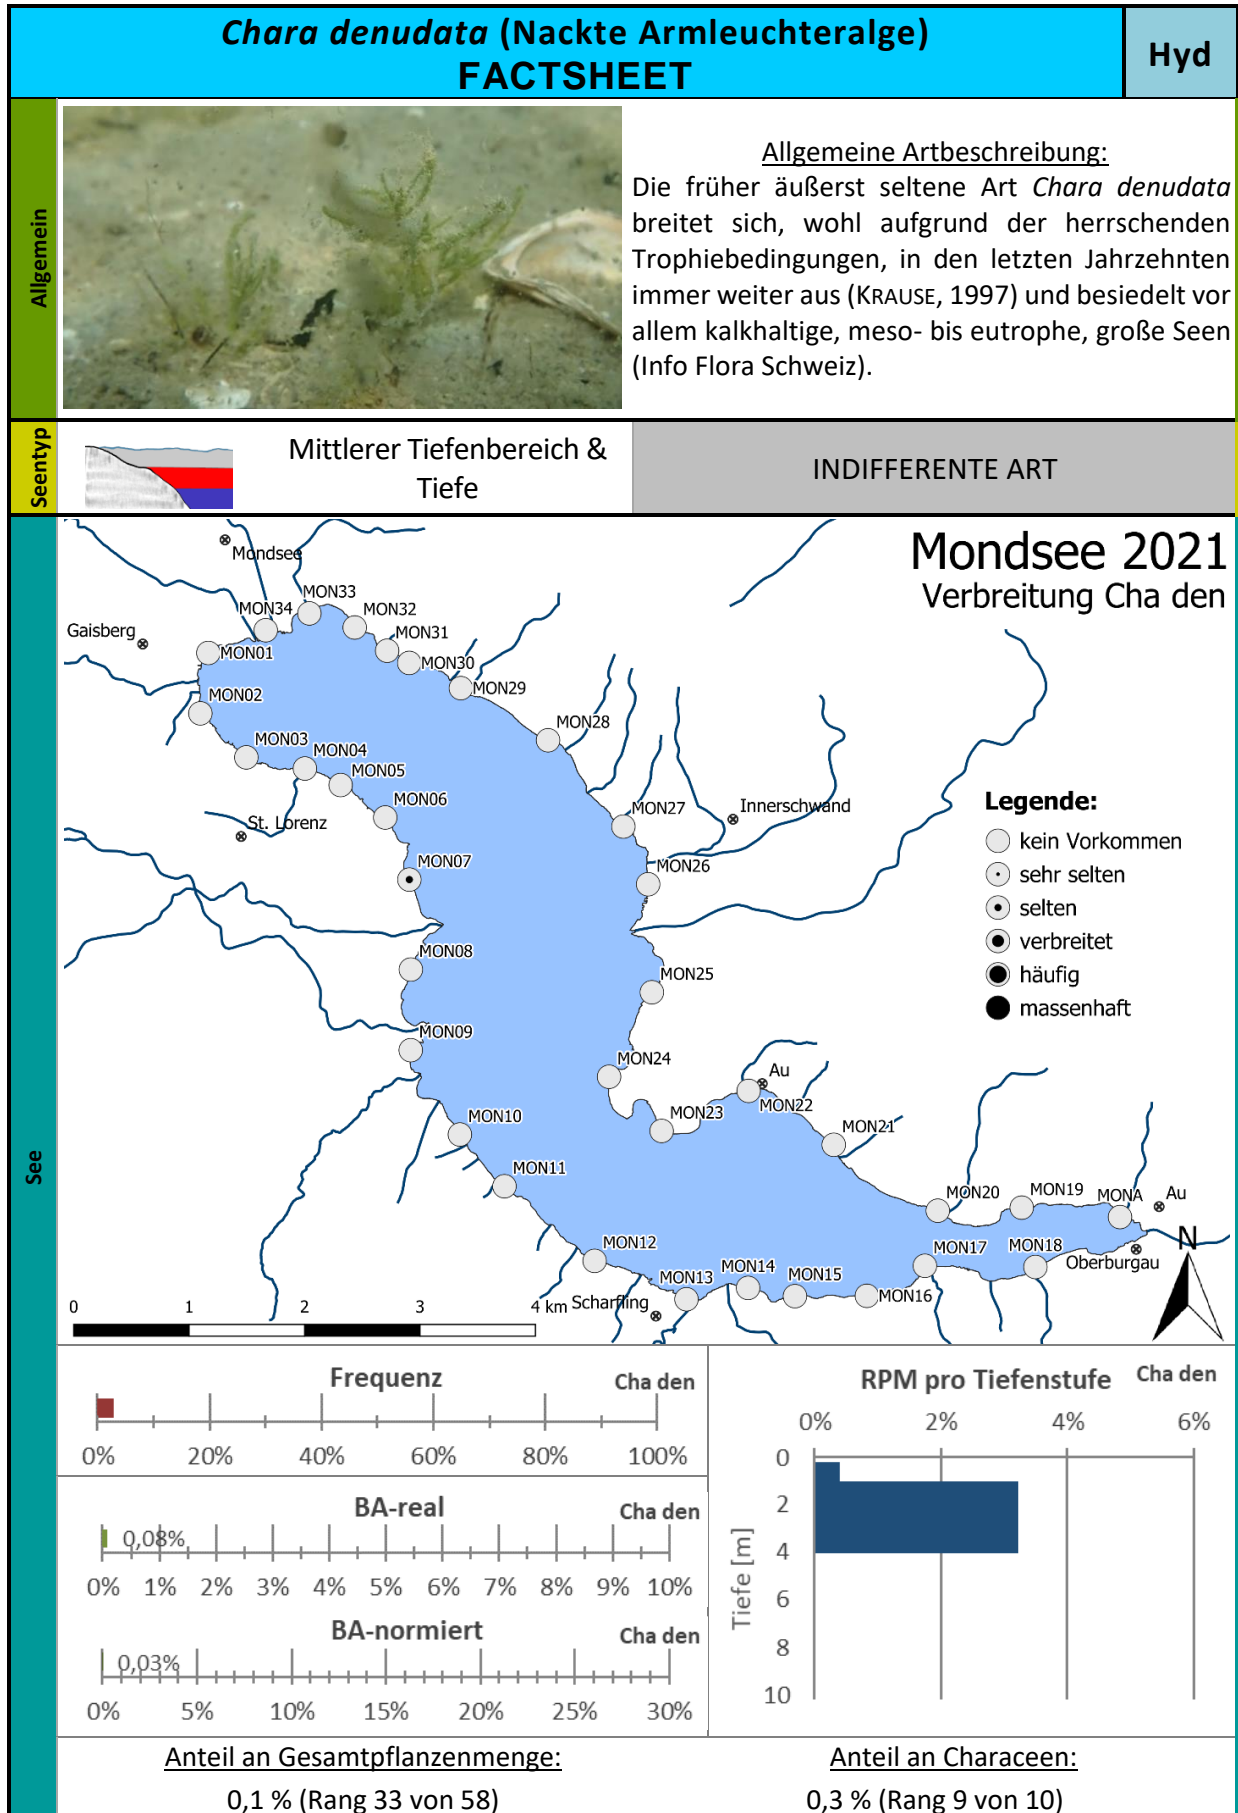 Chara denudata (Nackte Armleuchteralge)
FACTSHEET
Hyd
Allgemein
Allgemeine Artbeschreibung:
Die früher äußerst seltene Art Chara denudata
breitet sich, wohl aufgrund der herrschenden
Trophiebedingungen, in den letzten Jahrzehnten
immer weiter aus (KRAUSE, 1997) und besiedelt vor
allem kalkhaltige, meso- bis eutrophe, große Seen
(Info Flora Schweiz).
Seentyp
Mittlerer Tiefenbereich &
Tiefe
INDIFFERENTE ART
See
Mondsee 2021
Verbreitung Cha den
Mondsee
MON33
MON34
MON32
Gaisberg
MON31
MON01
MON30
MON29
MON02
MON28
MON03
MON04
MON05
MON06
MON27
Innerschwand
St. Lorenz
MON07
MON26
Legende:
kein Vorkommen
sehr selten
selten
verbreitet
häufig
massenhaft
MON08
MON25
MON09
MON24
Au
MON22
MON23
MON10
MON21
MON11
MON20
MON19
MONA
Au
N
MON12
MON17
MON18
Oberburgau
MON13
MON14
MON15
MON16
Scharfling
0 1 2 3 4 km
Frequenz
Cha den
0% 20% 40% 60% 80% 100%
BA-real
Cha den
0,08%
0% 1% 2% 3% 4% 5% 6% 7% 8% 9% 10%
BA-normiert
Cha den
0,03%
0% 5% 10% 15% 20% 25% 30%
RPM pro Tiefenstufe
Cha den
0% 2% 4% 6%
Tiefe [m]
0
2
4
6
8
10
Anteil an Gesamtpflanzenmenge:
0,1 % (Rang 33 von 58)
Anteil an Characeen:
0,3 % (Rang 9 von 10)